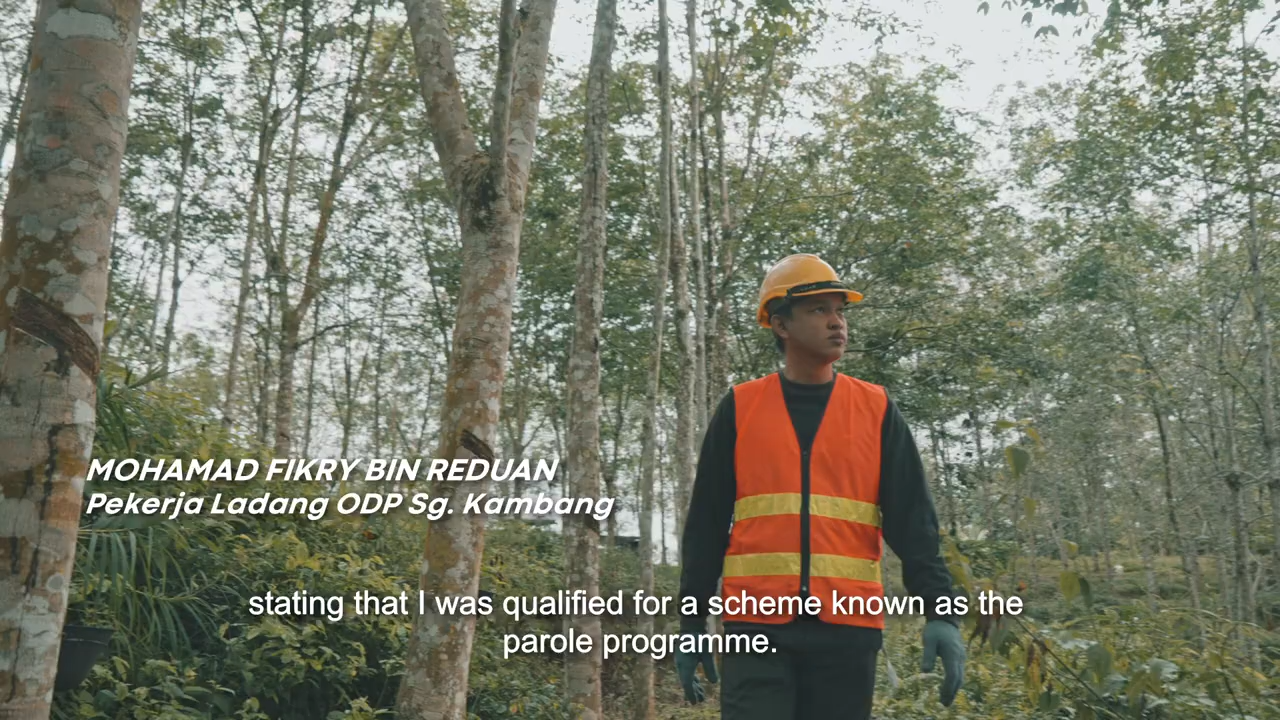 MOHAMAD FIKRY BIN REDUAN
Pekerja Ladang ODP Sg. Kambang
stating that I was qualified for a scheme known as the
parole programme.